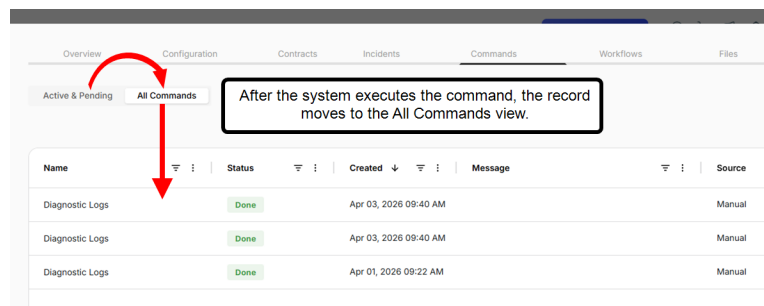 Overview Configuration Contracts Incidents Commands Workflows Files
Active & Pending All Commands
After the system executes the command, the record
moves to the All Commands view.
Name Status Created Message Source
Diagnostic Logs Done Apr 03, 2026 09:40 AM Manual
Diagnostic Logs Done Apr 03, 2026 09:40 AM Manual
Diagnostic Logs Done Apr 01, 2026 09:22 AM Manual